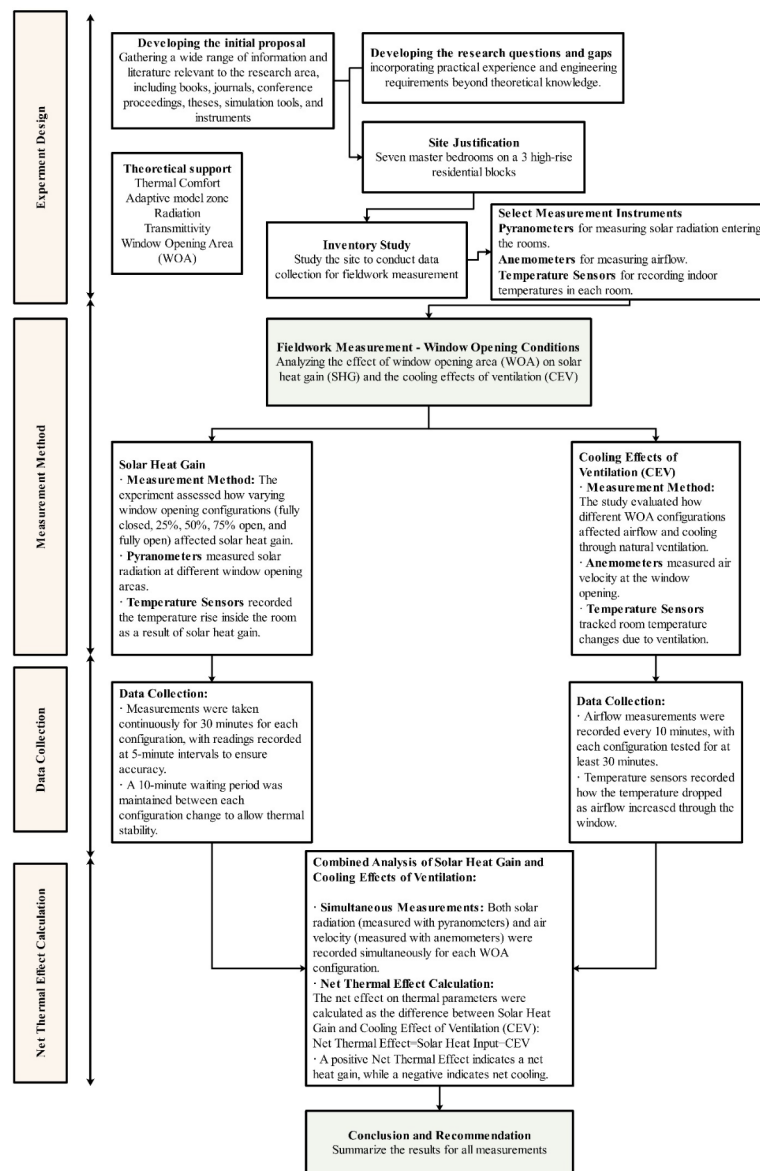 Experiment Design
Developing the initial proposal
Gathering a wide range of information and
literature relevant to the research area,
including books, journals, conference
proceedings, theses, simulation tools, and
instruments
Developing the research questions and gaps
incorporating practical experience and engineering
requirements beyond theoretical knowledge.
Site Justification
Seven master bedrooms on a 3 high-rise
residential blocks
Theoretical support
Thermal Comfort
Adaptive model zone
Radiation
Transmittivity
Window Opening Area
(WOA)
Inventory Study
Study the site to conduct data
collection for fieldwork measurement
Select Measurement Instruments
Pyranometers for measuring solar radiation entering
the rooms.
Anemometers for measuring airflow.
Temperature Sensors for recording indoor
temperatures in each room.
Measurement Method
Fieldwork Measurement - Window Opening Conditions
Analyzing the effect of window opening area (WOA) on solar
heat gain (SHG) and the cooling effects of ventilation (CEV)
Solar Heat Gain
· Measurement Method: The
experiment assessed how varying
window opening configurations (fully
closed, 25%, 50%, 75% open, and
fully open) affected solar heat gain.
· Pyranometers measured solar
radiation at different window opening
areas.
· Temperature Sensors recorded
the temperature rise inside the room
as a result of solar heat gain.
Cooling Effects of
Ventilation (CEV)
· Measurement Method:
The study evaluated how
different WOA configurations
affected airflow and cooling
through natural ventilation.
· Anemometers measured air
velocity at the window
opening.
· Temperature Sensors
tracked room temperature
changes due to ventilation.
Data Collection
Data Collection:
· Measurements were taken
continuously for 30 minutes for each
configuration, with readings recorded
at 5-minute intervals to ensure
accuracy.
· A 10-minute waiting period was
maintained between each
configuration change to allow thermal
stability.
Data Collection:
· Airflow measurements were
recorded every 10 minutes, with
each configuration tested for at
least 30 minutes.
· Temperature sensors recorded
how the temperature dropped
as airflow increased through the
window.
Net Thermal Effect Calculation
Combined Analysis of Solar Heat Gain and
Cooling Effects of Ventilation:
· Simultaneous Measurements: Both solar
radiation (measured with pyranometers) and air
velocity (measured with anemometers) were
recorded simultaneously for each WOA
configuration.
· Net Thermal Effect Calculation:
The net effect on thermal parameters were
calculated as the difference between Solar Heat
Gain and Cooling Effect of Ventilation (CEV):
Net Thermal Effect=Solar Heat Input−CEV
· A positive Net Thermal Effect indicates a net
heat gain, while a negative indicates net cooling.
Conclusion and Recommendation
Summarize the results for all measurements